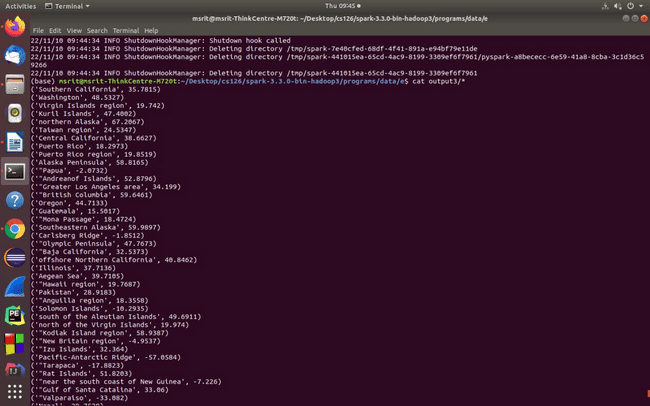 Activities Terminal ▾ Thu 09:45 ●
msrit@msrit-ThinkCentre-M720t: ~/Desktop/cs126/spark-3.3.0-bin-hadoop3/programs/data/e
File Edit View Search Terminal Help
22/11/10 09:44:34 INFO ShutdownHookManager: Shutdown hook called
22/11/10 09:44:34 INFO ShutdownHookManager: Deleting directory /tmp/spark-7e40cfed-68df-4f41-891a-e94bf79e11de
22/11/10 09:44:34 INFO ShutdownHookManager: Deleting directory /tmp/spark-441015ea-65cd-4ac9-8199-3309ef6f7961/pyspark-a8bececc-6e59-41a8-8cba-3c1d36c5
9266
22/11/10 09:44:34 INFO ShutdownHookManager: Deleting directory /tmp/spark-441015ea-65cd-4ac9-8199-3309ef6f7961
(base) msrit@msrit-ThinkCentre-M720t:~/Desktop/cs126/spark-3.3.0-bin-hadoop3/programs/data/e$ cat output3/*
('Southern California', 35.7815)
('Washington', 48.5327)
('Virgin Islands region', 19.742)
('Kuril Islands', 47.4002)
('northern Alaska', 67.2067)
('Taiwan region', 24.5347)
('Central California', 38.6627)
('Puerto Rico', 18.2973)
('Puerto Rico region', 19.8519)
('Alaska Peninsula', 58.8165)
('"Papua', -2.0732)
('Andreanof Islands', 52.8796)
('"Greater Los Angeles area', 34.199)
('"British Columbia', 59.6461)
('Oregon', 44.7133)
('Guatemala', 15.5017)
('"Mona Passage', 18.4724)
('Southeastern Alaska', 59.9897)
('Carlsberg Ridge', -1.8512)
('"Olympic Peninsula', 47.7673)
('"Baja California', 32.5373)
('offshore Northern California', 40.8462)
('Illinois', 37.7136)
('Aegean Sea', 39.7105)
('"Hawaii region', 19.7687)
('Pakistan', 28.9183)
('"Anguilla region', 18.3558)
('Solomon Islands', -10.2935)
('south of the Aleutian Islands', 49.6911)
('north of the Virgin Islands', 19.974)
('"Kodiak Island region', 58.9387)
('"New Britain region', -4.9537)
('"Izu Islands', 32.364)
('Pacific-Antarctic Ridge', -57.0584)
('"Tarapaca', -17.8823)
('"Rat Islands', 51.8203)
('"near the south coast of New Guinea', -7.226)
('"Gulf of Santa Catalina', 33.06)
('"Valparaiso', -33.082)